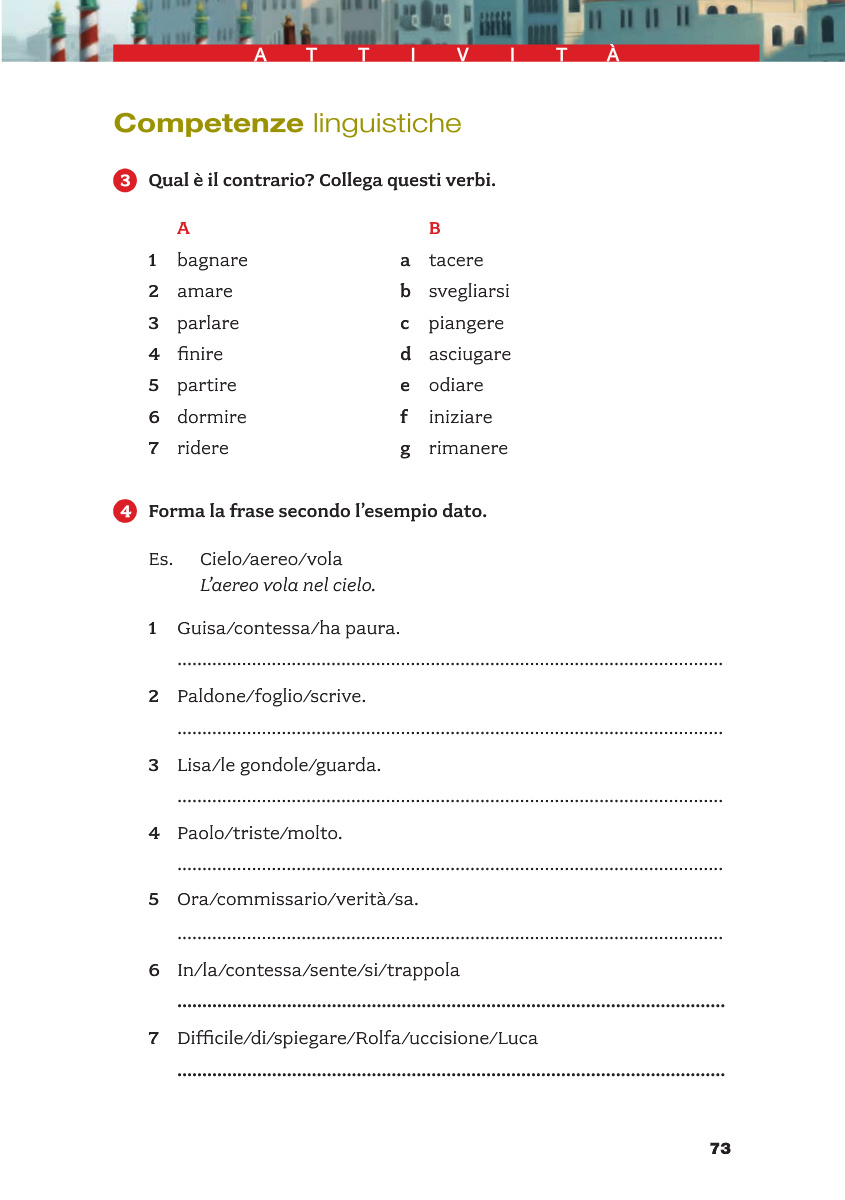 ATTIVITÀ
Competenze linguistiche
3 Qual è il contrario? Collega questi verbi.
A B
1 bagnare a tacere
2 amare b svegliarsi
3 parlare c piangere
4 finire d asciugare
5 partire e odiare
6 dormire f iniziare
7 ridere g rimanere
4 Forma la frase secondo l’esempio dato.
Es. Cielo/aereo/vola
L’aereo vola nel cielo.
1 Guisa/contessa/ha paura.
2 Paldone/foglio/scrive.
3 Lisa/le gondole/guarda.
4 Paolo/triste/molto.
5 Ora/commissario/verità/sa.
6 In/la/contessa/sente/si/trappola
7 Difficile/di/spiegare/Rolfa/uccisione/Luca
73